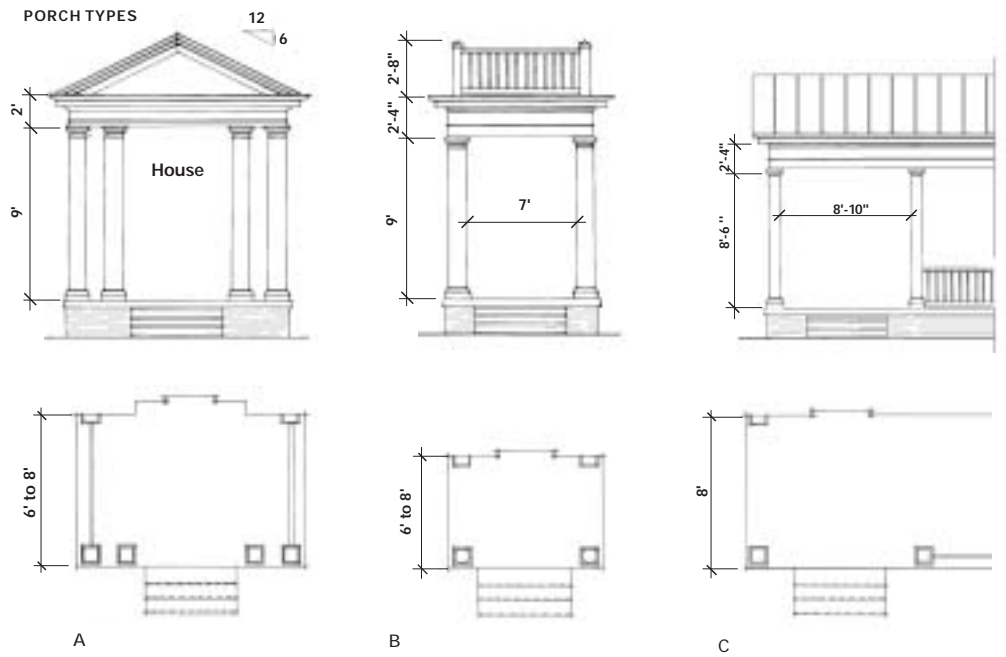 PORCH TYPES
12
6
2'
9'
House
2'-8"
2'-4"
9'
7'
2'-4"
8'-6"
8'-10"
6' to 8'
6' to 8'
8'
A
B
C